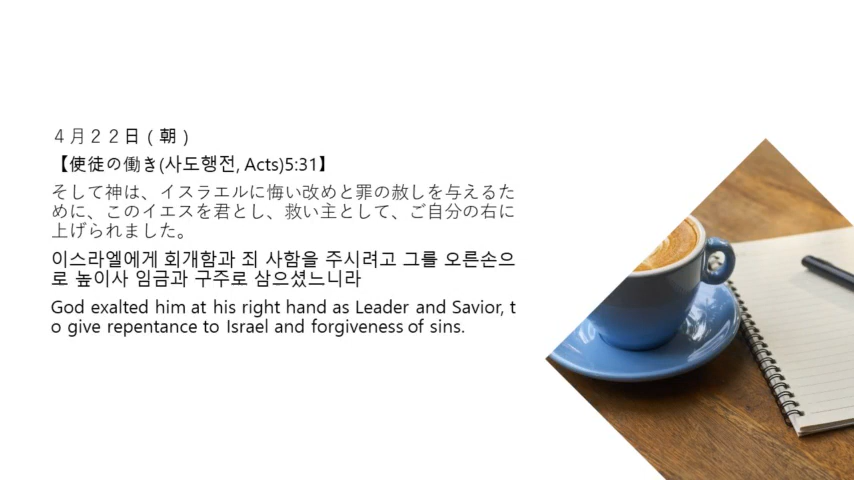 ４月２２日（朝）
【使徒の働き(사도행전, Acts)5:31】
そして神は、イスラエルに悔い改めと罪の赦しを与えるた
めに、このイエスを君とし、救い主として、ご自分の右に
上げられました。
이스라엘에게 회개함과 죄 사함을 주시려고 그를 오른손으
로 높이사 임금과 구주로 삼으셨느니라
God exalted him at his right hand as Leader and Savior, t
o give repentance to Israel and forgiveness of sins.